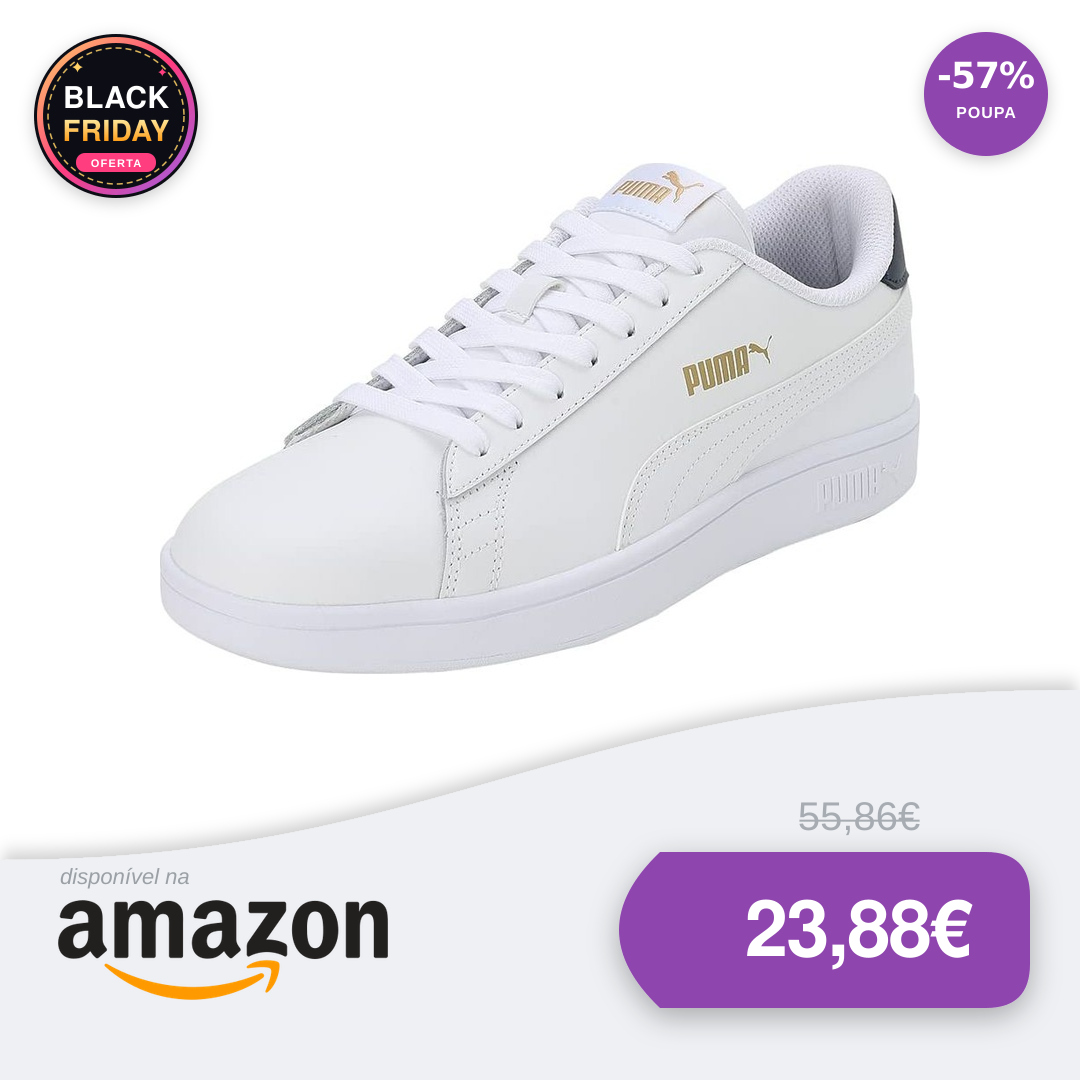 BLACK
FRIDAY
OFERTA
-57%
POUPA
PUMA
PUMA
PUMA
55,86€
disponível na
amazon
23,88€